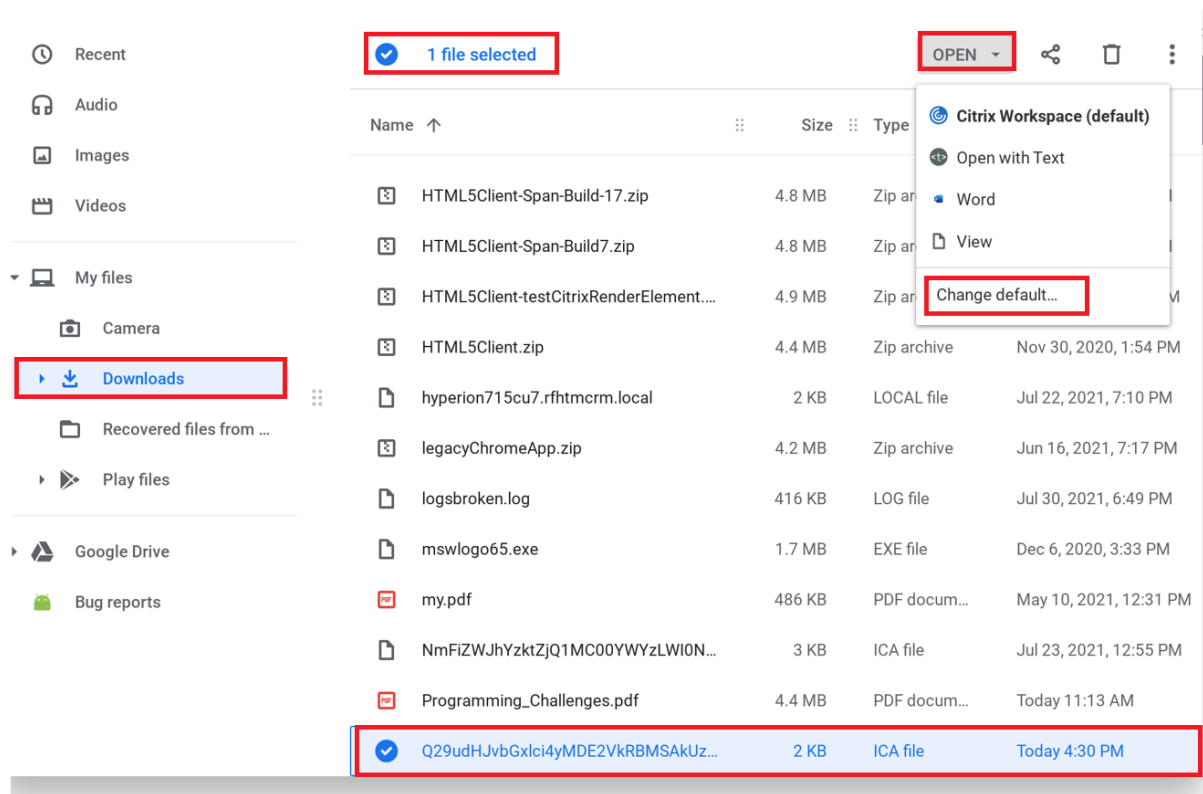 Recent
Audio
Images
Videos
My files
Camera
Downloads
Recovered files from ...
Play files
Google Drive
Bug reports
1 file selected
OPEN
Citrix Workspace (default)
Open with Text
Word
View
Change default...
Name Size Type
HTML5Client-Span-Build-17.zip 4.8 MB Zip ar
HTML5Client-Span-Build7.zip 4.8 MB Zip ar
HTML5Client-testCitrixRenderElement.... 4.9 MB Zip ar
HTML5Client.zip 4.4 MB Zip archive Nov 30, 2020, 1:54 PM
hyperion715cu7.rfhtmcrm.local 2 KB LOCAL file Jul 22, 2021, 7:10 PM
legacyChromeApp.zip 4.2 MB Zip archive Jun 16, 2021, 7:17 PM
logsbroken.log 416 KB LOG file Jul 30, 2021, 6:49 PM
mswlogo65.exe 1.7 MB EXE file Dec 6, 2020, 3:33 PM
my.pdf 486 KB PDF docum... May 10, 2021, 12:31 PM
NmFiZWJhYzktZjQ1MC00YWYzLWI0N... 3 KB ICA file Jul 23, 2021, 12:55 PM
Programming_Challenges.pdf 4.4 MB PDF docum... Today 11:13 AM
Q29udHJvbGxlci4yMDE2VkRBMSAkUz... 2 KB ICA file Today 4:30 PM